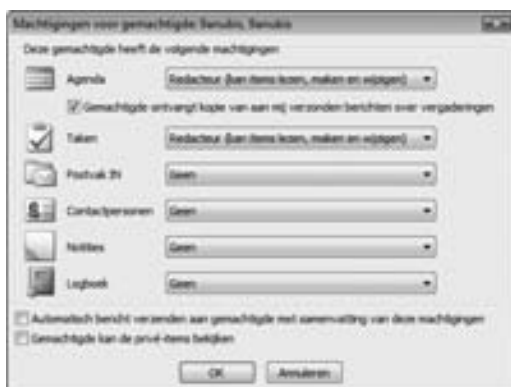 Machtigingen voor gemachtigde: Sanubis, Sanubis
Deze gemachtigde heeft de volgende machtigingen
Agenda Redacteur (kan items lezen, maken en wijzigen)
Gemachtigde ontvangt kopie van aan mij verzonden berichten over vergaderingen
Taken Redacteur (kan items lezen, maken en wijzigen)
Postvak IN Geen
Contactpersonen Geen
Notities Geen
Logboek Geen
Automatisch bericht verzenden aan gemachtigde met samenvatting van deze machtigingen
Gemachtigde kan de privé-items bekijken
OK Annuleren